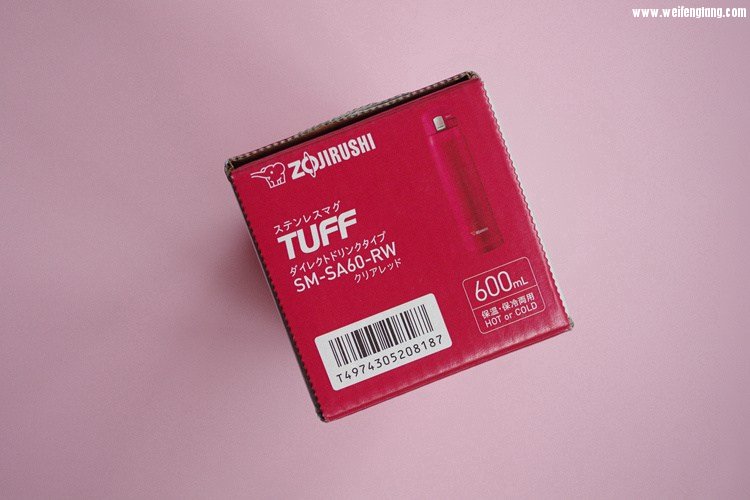 www.weifengtang.com
ZOJIRUSHI
ステンレスマグ
TUFF
ダイレクトドリンクタイプ
SM-SA60-RW
クリアレッド
600mL
保温・保冷両用
HOT or COLD
T4974305208187